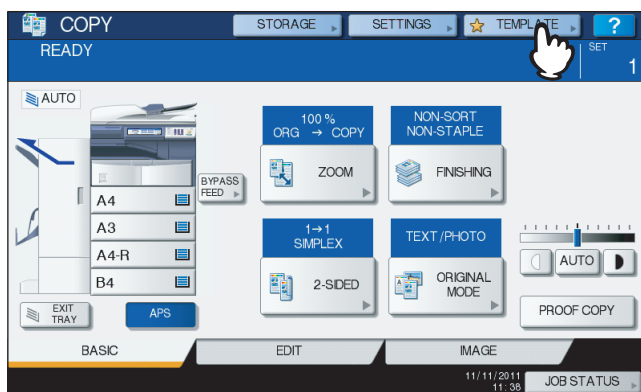 COPY
STORAGE
SETTINGS
TEMPLATE
?
READY
SET
1
AUTO
100 %
ORG → COPY
NON-SORT
NON-STAPLE
ZOOM
FINISHING
BYPASS
FEED
A4
A3
A4-R
B4
1→1
SIMPLEX
TEXT/PHOTO
2-SIDED
ORIGINAL
MODE
AUTO
EXIT
TRAY
APS
PROOF COPY
BASIC
EDIT
IMAGE
11/11/2011
11:38
JOB STATUS